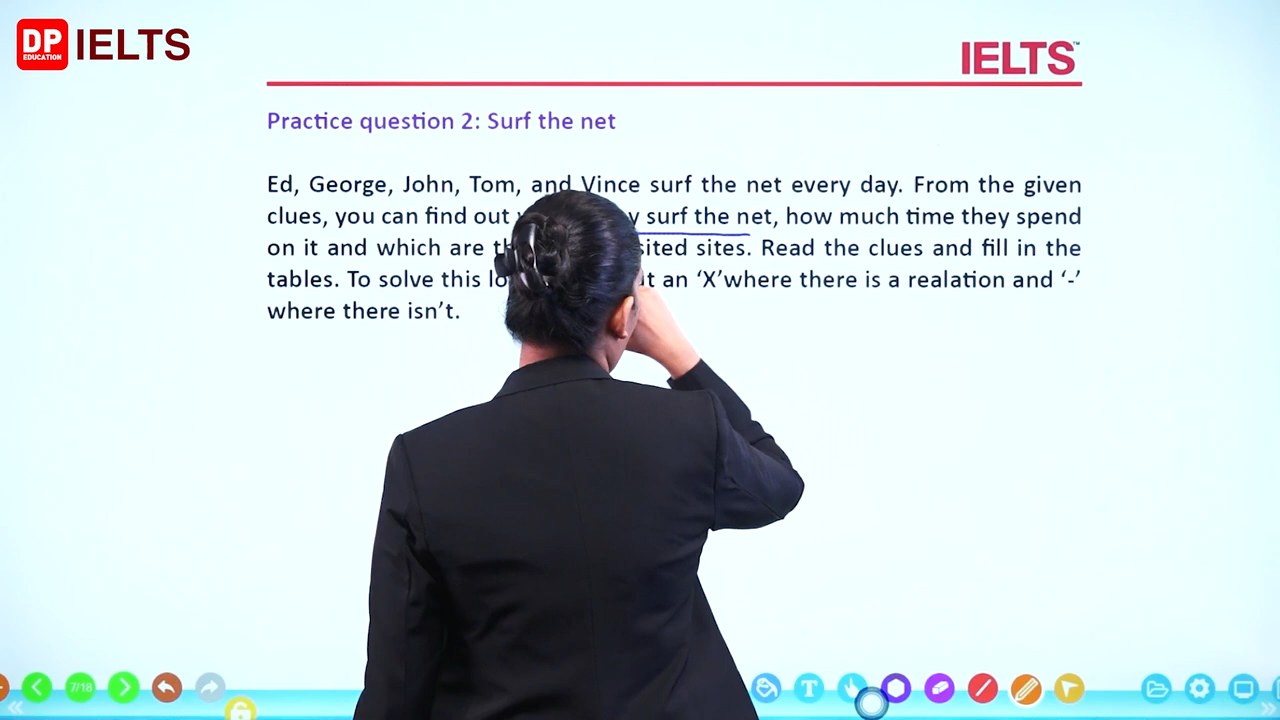 DP
EDUCATION
IELTS
IELTS™
Practice question 2: Surf the net
Ed, George, John, Tom, and Vince surf the net every day. From the given
clues, you can find out y surf the net, how much time they spend
on it and which are sited sites. Read the clues and fill in the
tables. To solve this an ‘X’where there is a realation and ‘-’
where there isn’t.
7/18
T